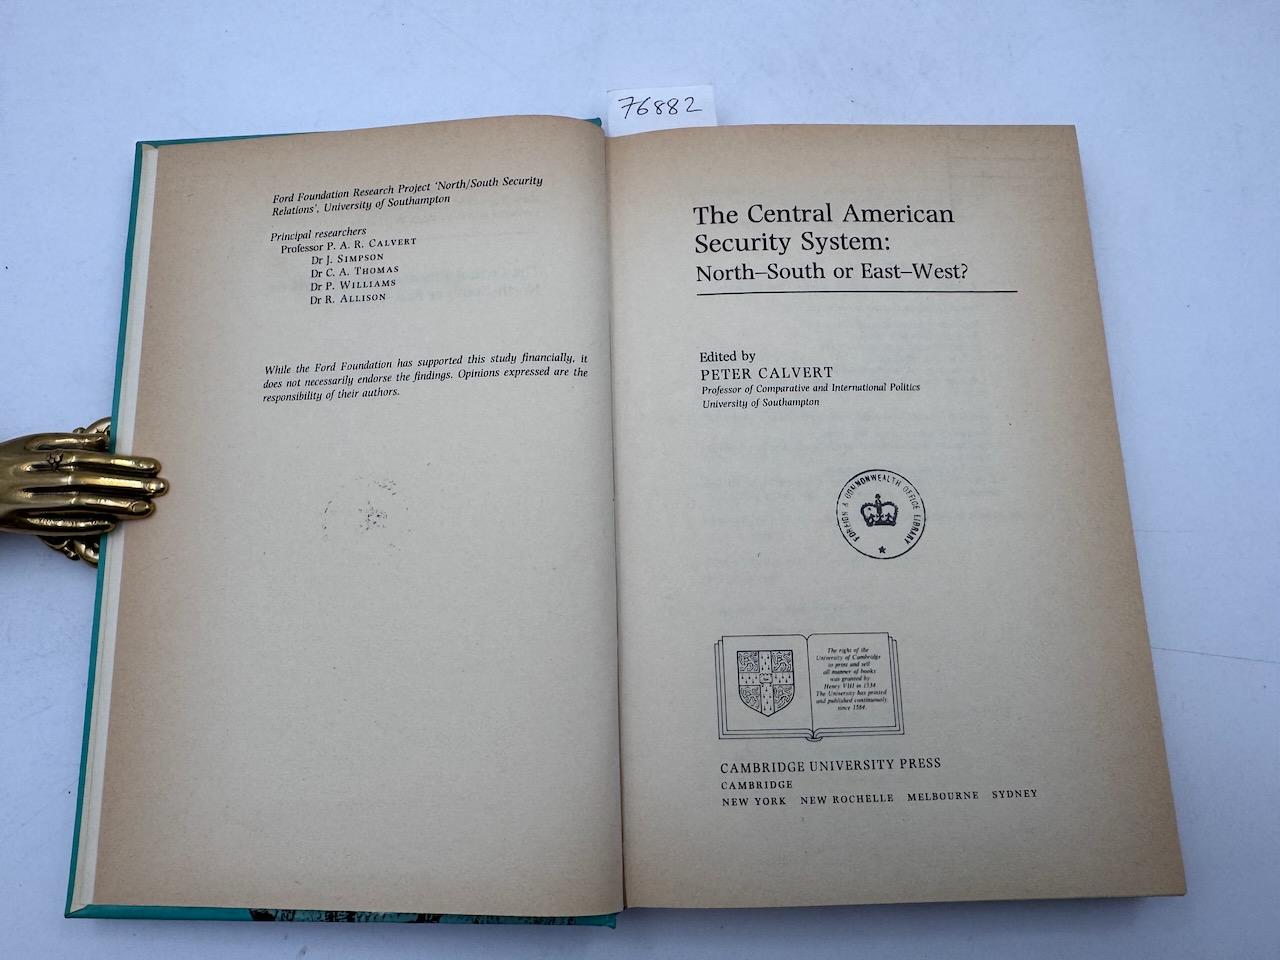 76882
Ford Foundation Research Project 'North/South Security
Relations', University of Southampton
Principal researchers
Professor P. A. R. CALVERT
Dr J. SIMPSON
Dr C. A. THOMAS
Dr P. WILLIAMS
Dr R. ALLISON
While the Ford Foundation has supported this study financially, it
does not necessarily endorse the findings. Opinions expressed are the
responsibility of their authors.
The Central American
Security System:
North–South or East–West?
Edited by
PETER CALVERT
Professor of Comparative and International Politics
University of Southampton
FOREIGN & COMMONWEALTH OFFICE LIBRARY
The right of the
University of Cambridge
to print and sell
all manner of books
was granted by
Henry VIII in 1534.
The University has printed
and published continuously
since 1584.
CAMBRIDGE UNIVERSITY PRESS
CAMBRIDGE
NEW YORK NEW ROCHELLE MELBOURNE SYDNEY